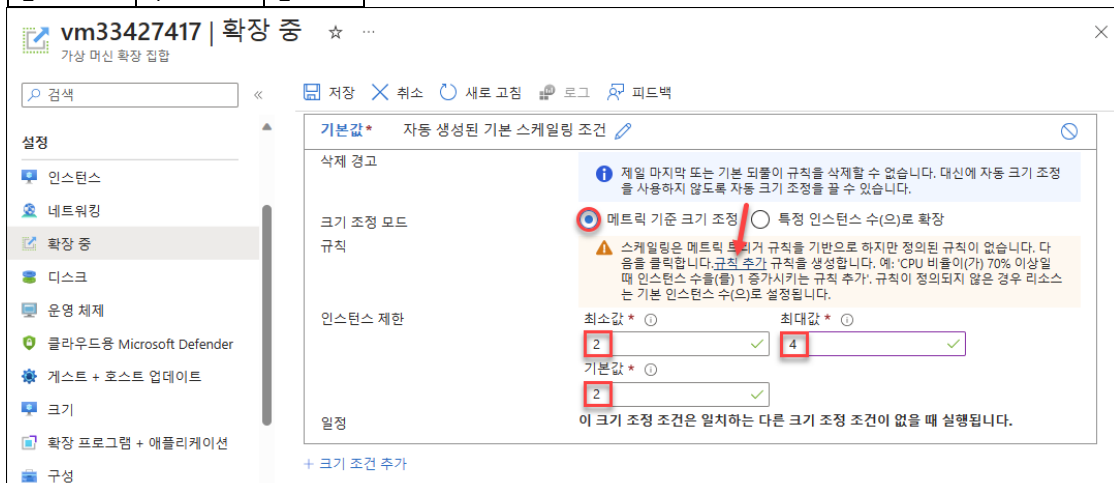 vm33427417 | 확장 중
가상 머신 확장 집합
검색
저장 취소 새로 고침 로그 피드백
설정
인스턴스
네트워킹
확장 중
디스크
운영 체제
클라우드용 Microsoft Defender
게스트 + 호스트 업데이트
크기
확장 프로그램 + 애플리케이션
구성
기본값* 자동 생성된 기본 스케일링 조건
삭제 경고
제일 마지막 또는 기본 되풀이 규칙을 삭제할 수 없습니다. 대신에 자동 크기 조정
을 사용하지 않도록 자동 크기 조정을 끌 수 있습니다.
크기 조정 모드
메트릭 기준 크기 조정 특정 인스턴스 수(으)로 확장
규칙
스케일링은 메트릭 트리거 규칙을 기반으로 하지만 정의된 규칙이 없습니다. 다
음을 클릭합니다.규칙 추가 규칙을 생성합니다. 예: 'CPU 비율이(가) 70% 이상일
때 인스턴스 수을(를) 1 증가시키는 규칙 추가'. 규칙이 정의되지 않은 경우 리소스
는 기본 인스턴스 수(으)로 설정됩니다.
인스턴스 제한
최소값 * 최대값 *
2 4
기본값 *
2
일정
이 크기 조정 조건은 일치하는 다른 크기 조정 조건이 없을 때 실행됩니다.
+ 크기 조건 추가